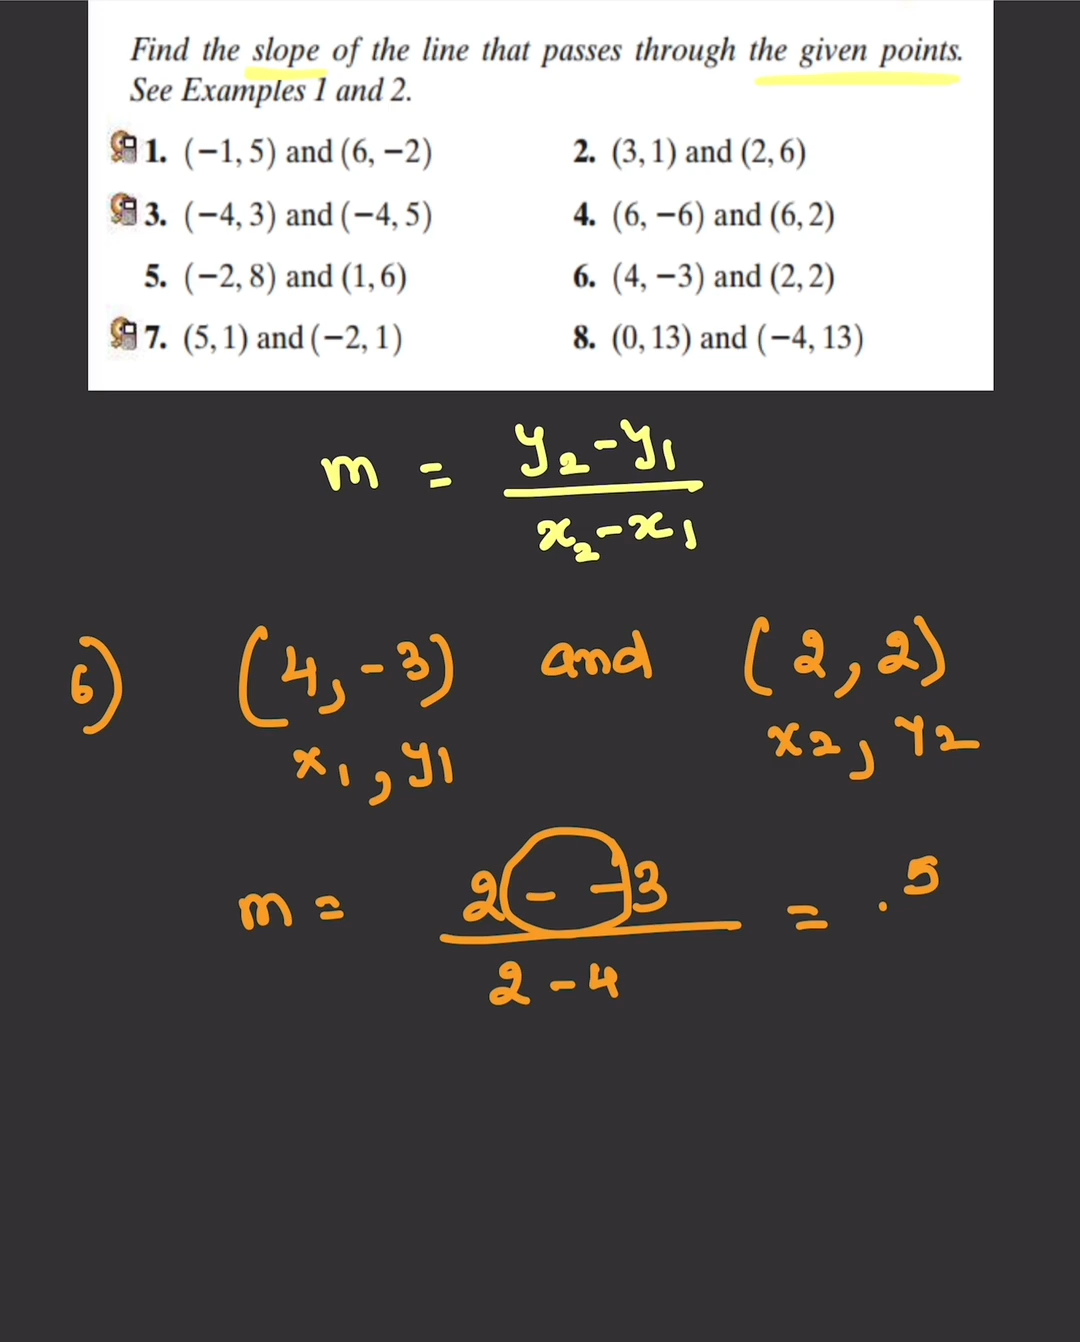 Find the slope of the line that passes through the given points.
See Examples 1 and 2.
1. (−1, 5) and (6, −2)
2. (3, 1) and (2, 6)
3. (−4, 3) and (−4, 5)
4. (6, −6) and (6, 2)
5. (−2, 8) and (1, 6)
6. (4, −3) and (2, 2)
7. (5, 1) and (−2, 1)
8. (0, 13) and (−4, 13)
m = y₂-y₁
x₂-x₁
6) (4,-3) and (2,2)
x₁, y₁ x₂, y₂
m = 2 - -3 = . 5
2-4